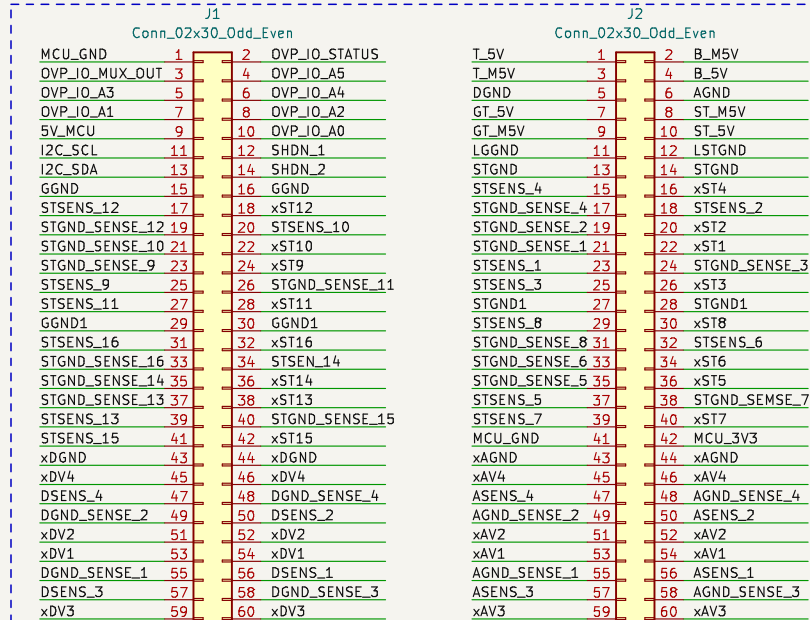 J1 J2
Conn_02x30_Odd_Even Conn_02x30_Odd_Even
MCU_GND 1 2 OVP_IO_STATUS T_5V 1 2 B_M5V
OVP_IO_MUX_OUT 3 4 OVP_IO_A5 T_M5V 3 4 B_5V
OVP_IO_A3 5 6 OVP_IO_A4 DGND 5 6 AGND
OVP_IO_A1 7 8 OVP_IO_A2 GT_5V 7 8 ST_M5V
5V_MCU 9 10 OVP_IO_A0 GT_M5V 9 10 ST_5V
I2C_SCL 11 12 SHDN_1 LGGND 11 12 LSTGND
I2C_SDA 13 14 SHDN_2 STGND 13 14 STGND
GGND 15 16 GGND STSENS_4 15 16 xST4
STSENS_12 17 18 xST12 STGND_SENSE_4 17 18 STSENS_2
STGND_SENSE_12 19 20 STSENS_10 STGND_SENSE_2 19 20 xST2
STGND_SENSE_10 21 22 xST10 STGND_SENSE_1 21 22 xST1
STGND_SENSE_9 23 24 xST9 STSENS_1 23 24 STGND_SENSE_3
STSENS_9 25 26 STGND_SENSE_11 STSENS_3 25 26 xST3
STSENS_11 27 28 xST11 STGND1 27 28 STGND1
GGND1 29 30 GGND1 STSENS_8 29 30 xST8
STSENS_16 31 32 xST16 STGND_SENSE_8 31 32 STSENS_6
STGND_SENSE_16 33 34 STSEN_14 STGND_SENSE_6 33 34 xST6
STGND_SENSE_14 35 36 xST14 STGND_SENSE_5 35 36 xST5
STGND_SENSE_13 37 38 xST13 STSENS_5 37 38 STGND_SEMSE_7
STSENS_13 39 40 STGND_SENSE_15 STSENS_7 39 40 xST7
STSENS_15 41 42 xST15 MCU_GND 41 42 MCU_3V3
xDGND 43 44 xDGND xAGND 43 44 xAGND
xDV4 45 46 xDV4 xAV4 45 46 xAV4
DSENS_4 47 48 DGND_SENSE_4 ASENS_4 47 48 AGND_SENSE_4
DGND_SENSE_2 49 50 DSENS_2 AGND_SENSE_2 49 50 ASENS_2
xDV2 51 52 xDV2 xAV2 51 52 xAV2
xDV1 53 54 xDV1 xAV1 53 54 xAV1
DGND_SENSE_1 55 56 DSENS_1 AGND_SENSE_1 55 56 ASENS_1
DSENS_3 57 58 DGND_SENSE_3 ASENS_3 57 58 AGND_SENSE_3
xDV3 59 60 xDV3 xAV3 59 60 xAV3